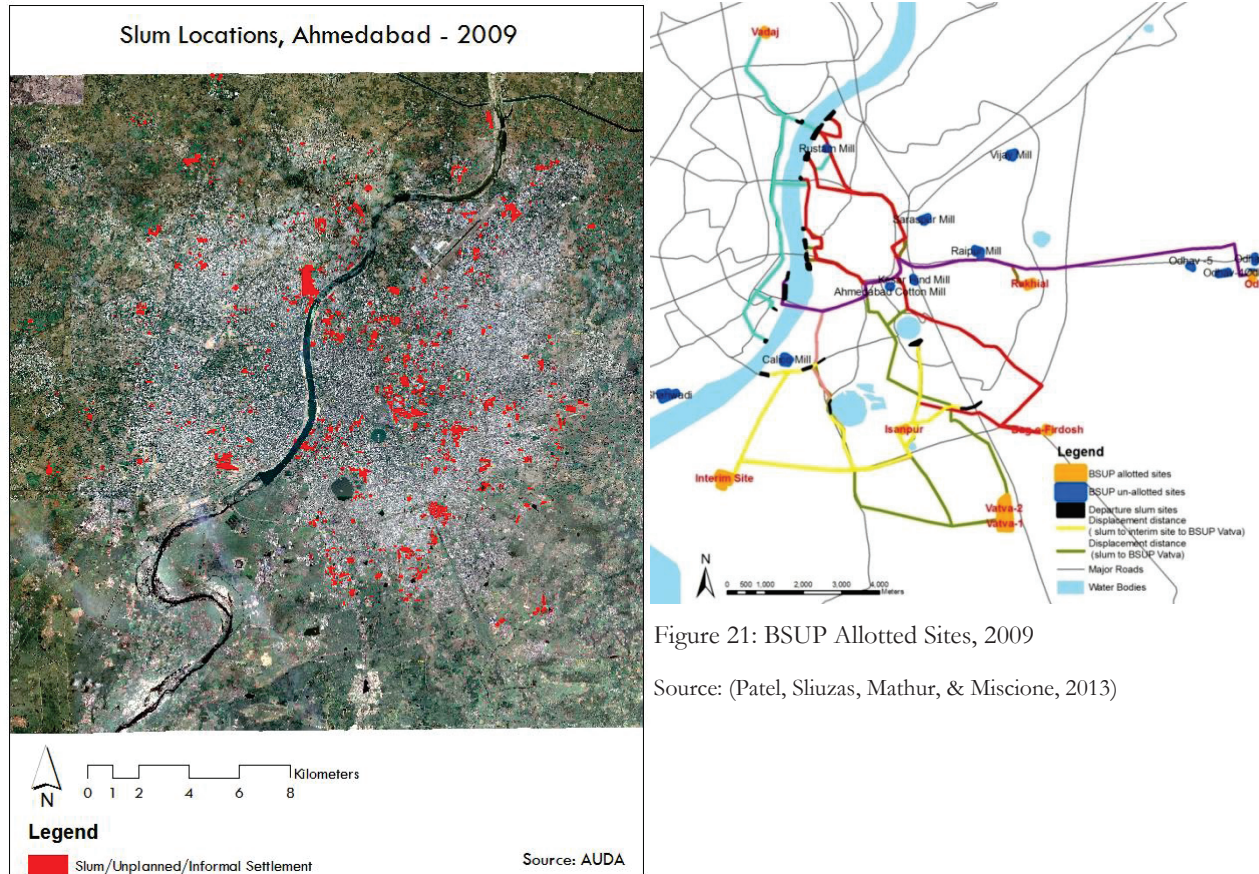 Slum Locations, Ahmedabad - 2009
Kilometers
0 1 2 4 6 8
N
Legend
Slum/Unplanned/Informal Settlement
Source: AUDA
Vadaj
Rustam Mill
Vijay Mill
Saraspur Mill
Raipur Mill
Odhav -5
Rakhial
Ahmedabad Cotton Mill
Calico Mill
Isanpur
Bag-e-Firdosh
Interim Site
Vatva-2
Vatva-1
Legend
BSUP allotted sites
BSUP un-allotted sites
Departure slum sites
Displacement distance
( slum to interim site to BSUP Vatva)
Displacement distance
(slum to BSUP Vatva)
Major Roads
Water Bodies
N
0 500 1,000 2,000 3,000 4,000
Meters
Figure 21: BSUP Allotted Sites, 2009
Source: (Patel, Sliuzas, Mathur, & Miscione, 2013)